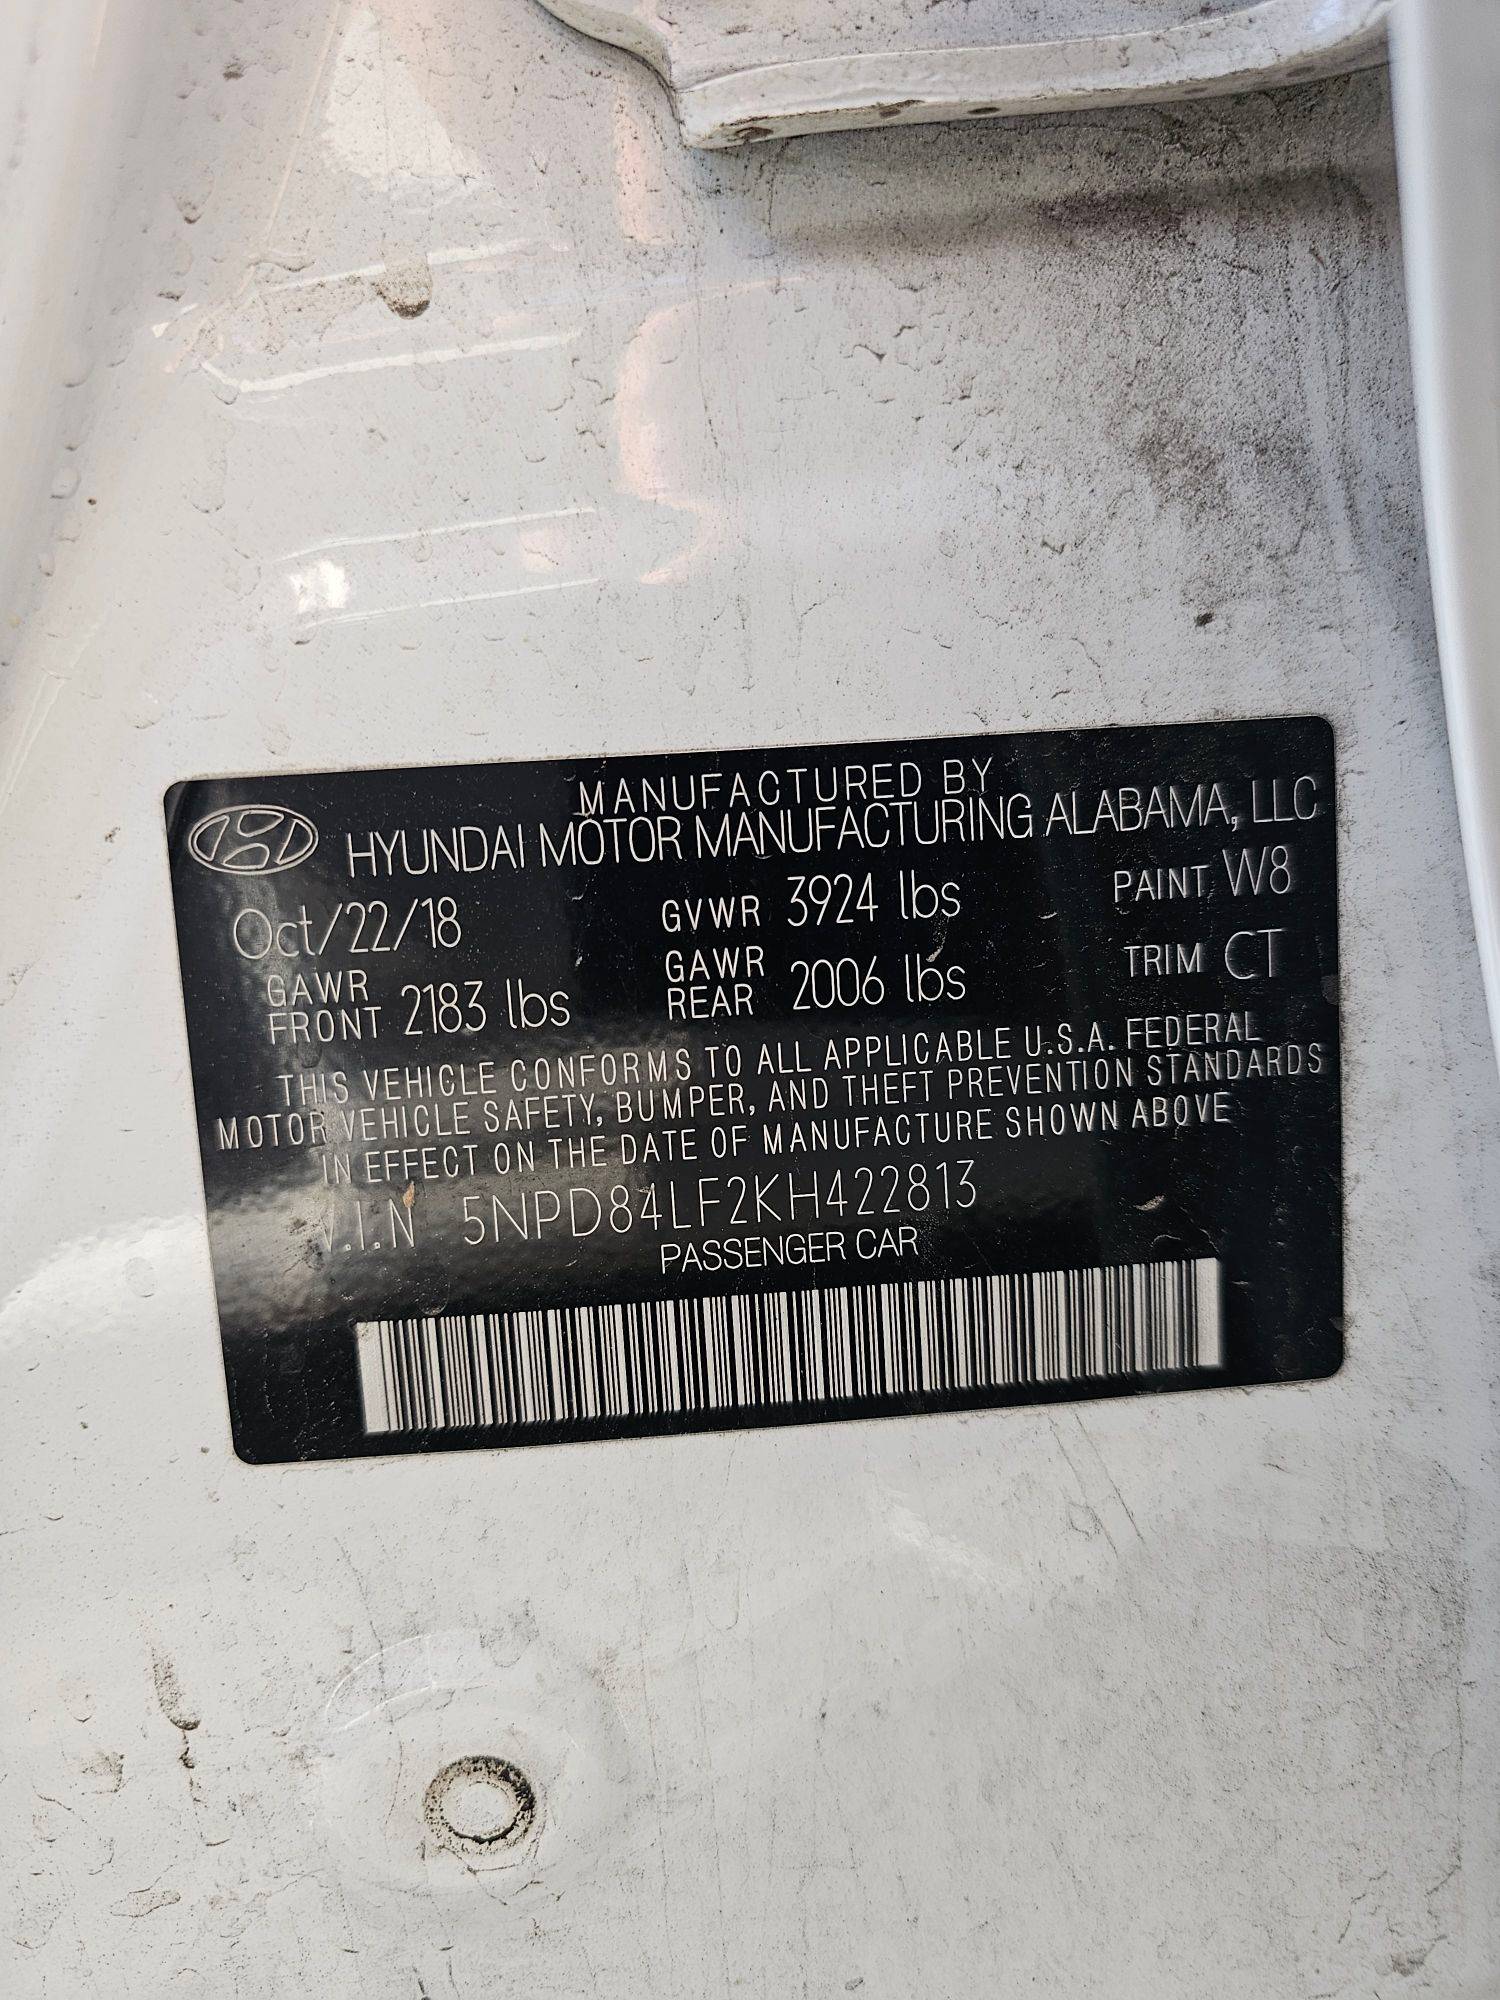 MANUFACTURED BY
HYUNDAI MOTOR MANUFACTURING ALABAMA, LLC
Oct/22/18 GVWR 3924 lbs PAINT W8
GAWR FRONT 2183 lbs GAWR REAR 2006 lbs TRIM CT
THIS VEHICLE CONFORMS TO ALL APPLICABLE U.S.A. FEDERAL
MOTOR VEHICLE SAFETY, BUMPER, AND THEFT PREVENTION STANDARDS
IN EFFECT ON THE DATE OF MANUFACTURE SHOWN ABOVE
V.I.N 5NPD84LF2KH422813
PASSENGER CAR